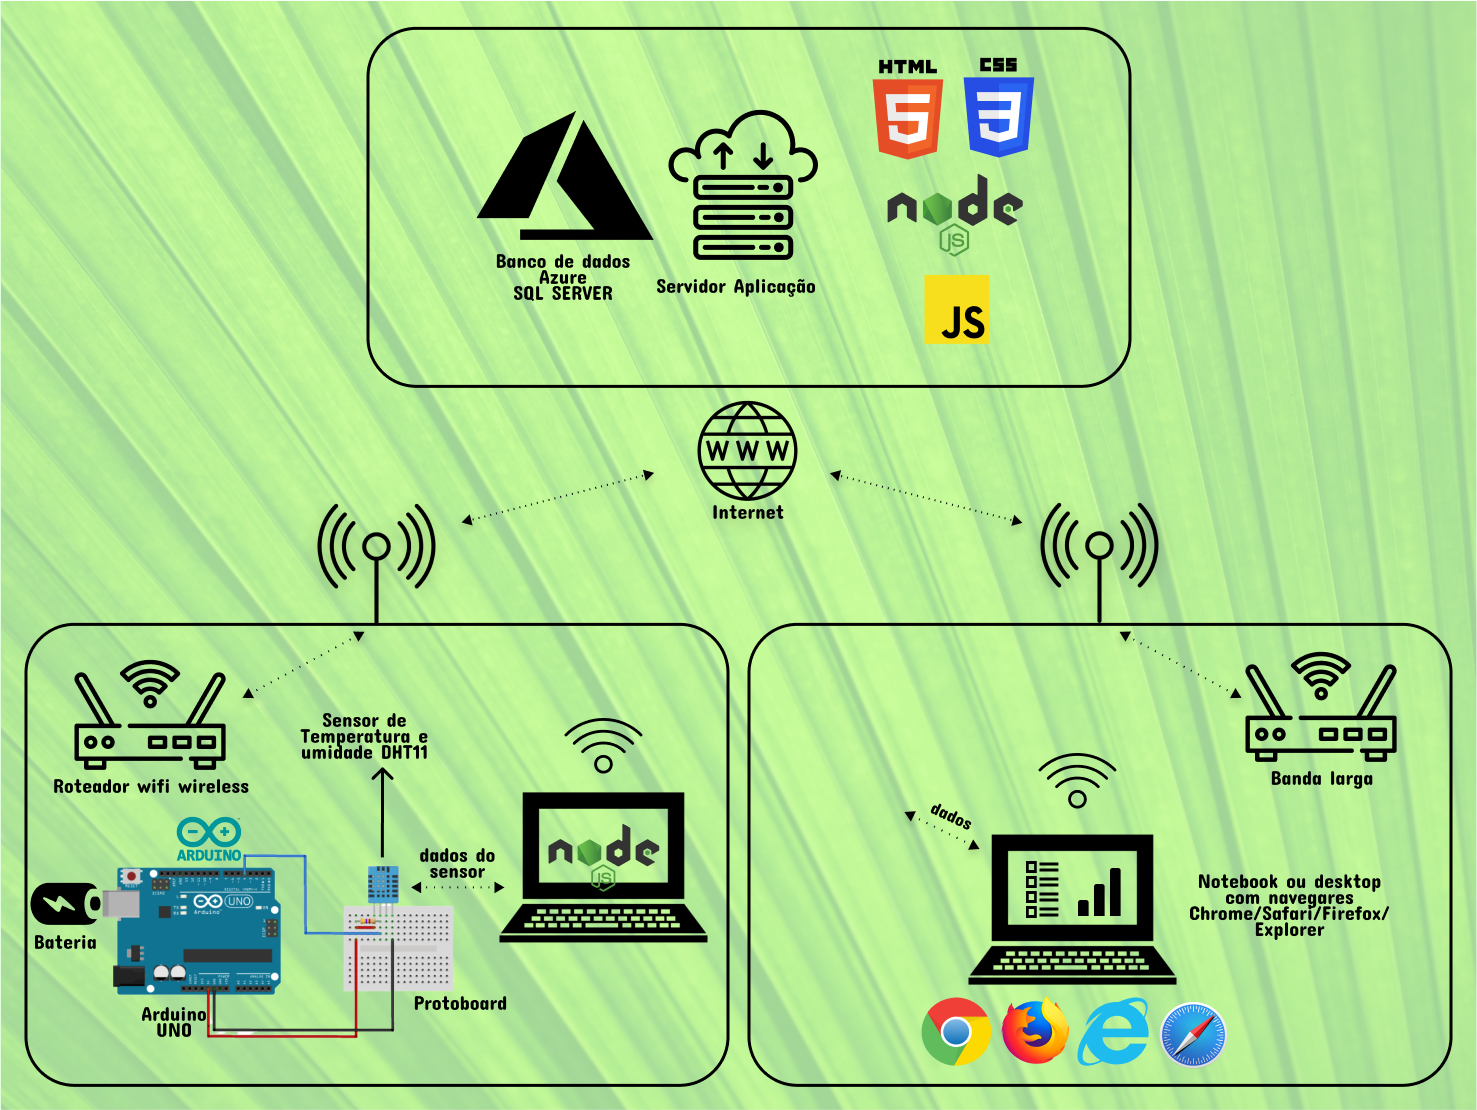 HTML
CSS
5
3
node
JS
JS
Banco de dados
Azure
SQL SERVER
Servidor Aplicação
WWW
Internet
Roteador wifi wireless
Sensor de
Temperatura e
umidade DHT11
ARDUINO
dados do
sensor
node
JS
Bateria
UNO
Arduino
Arduino
UNO
Protoboard
Banda larga
dados
Notebook ou desktop
com navegares
Chrome/Safari/Firefox/
Explorer